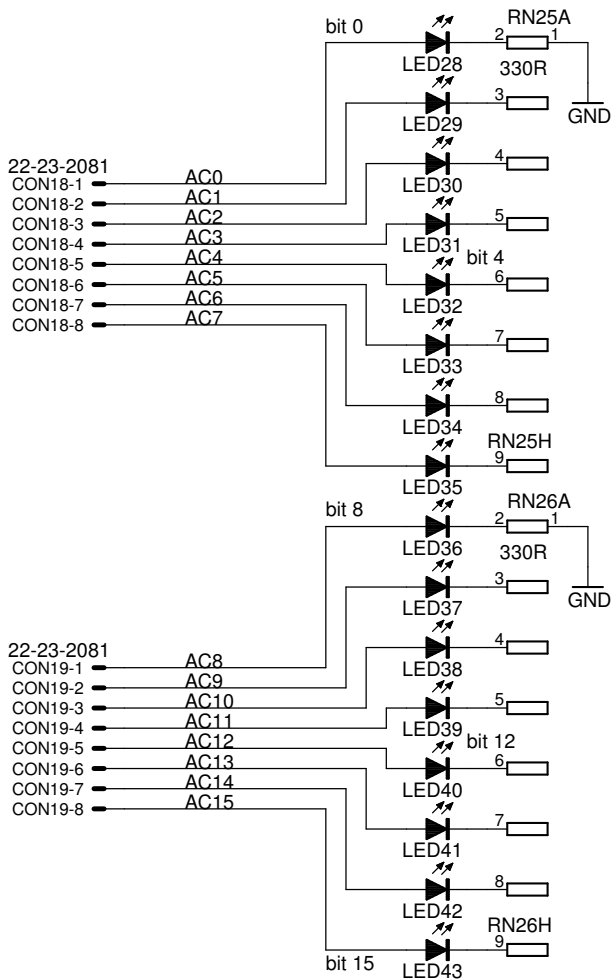 bit 0
RN25A
2
1
LED28
330R
3
LED29
GND
22-23-2081
CON18-1
AC0
LED30
4
CON18-2
AC1
CON18-3
AC2
5
CON18-4
AC3
LED31
CON18-5
AC4
bit 4
CON18-6
AC5
6
CON18-7
AC6
LED32
CON18-8
AC7
7
LED33
8
LED34
RN25H
9
LED35
bit 8
RN26A
2
1
LED36
330R
3
LED37
GND
22-23-2081
CON19-1
AC8
4
LED38
CON19-2
AC9
CON19-3
AC10
5
CON19-4
AC11
LED39
CON19-5
AC12
bit 12
CON19-6
AC13
6
CON19-7
AC14
LED40
CON19-8
AC15
7
LED41
8
LED42
RN26H
9
bit 15
LED43